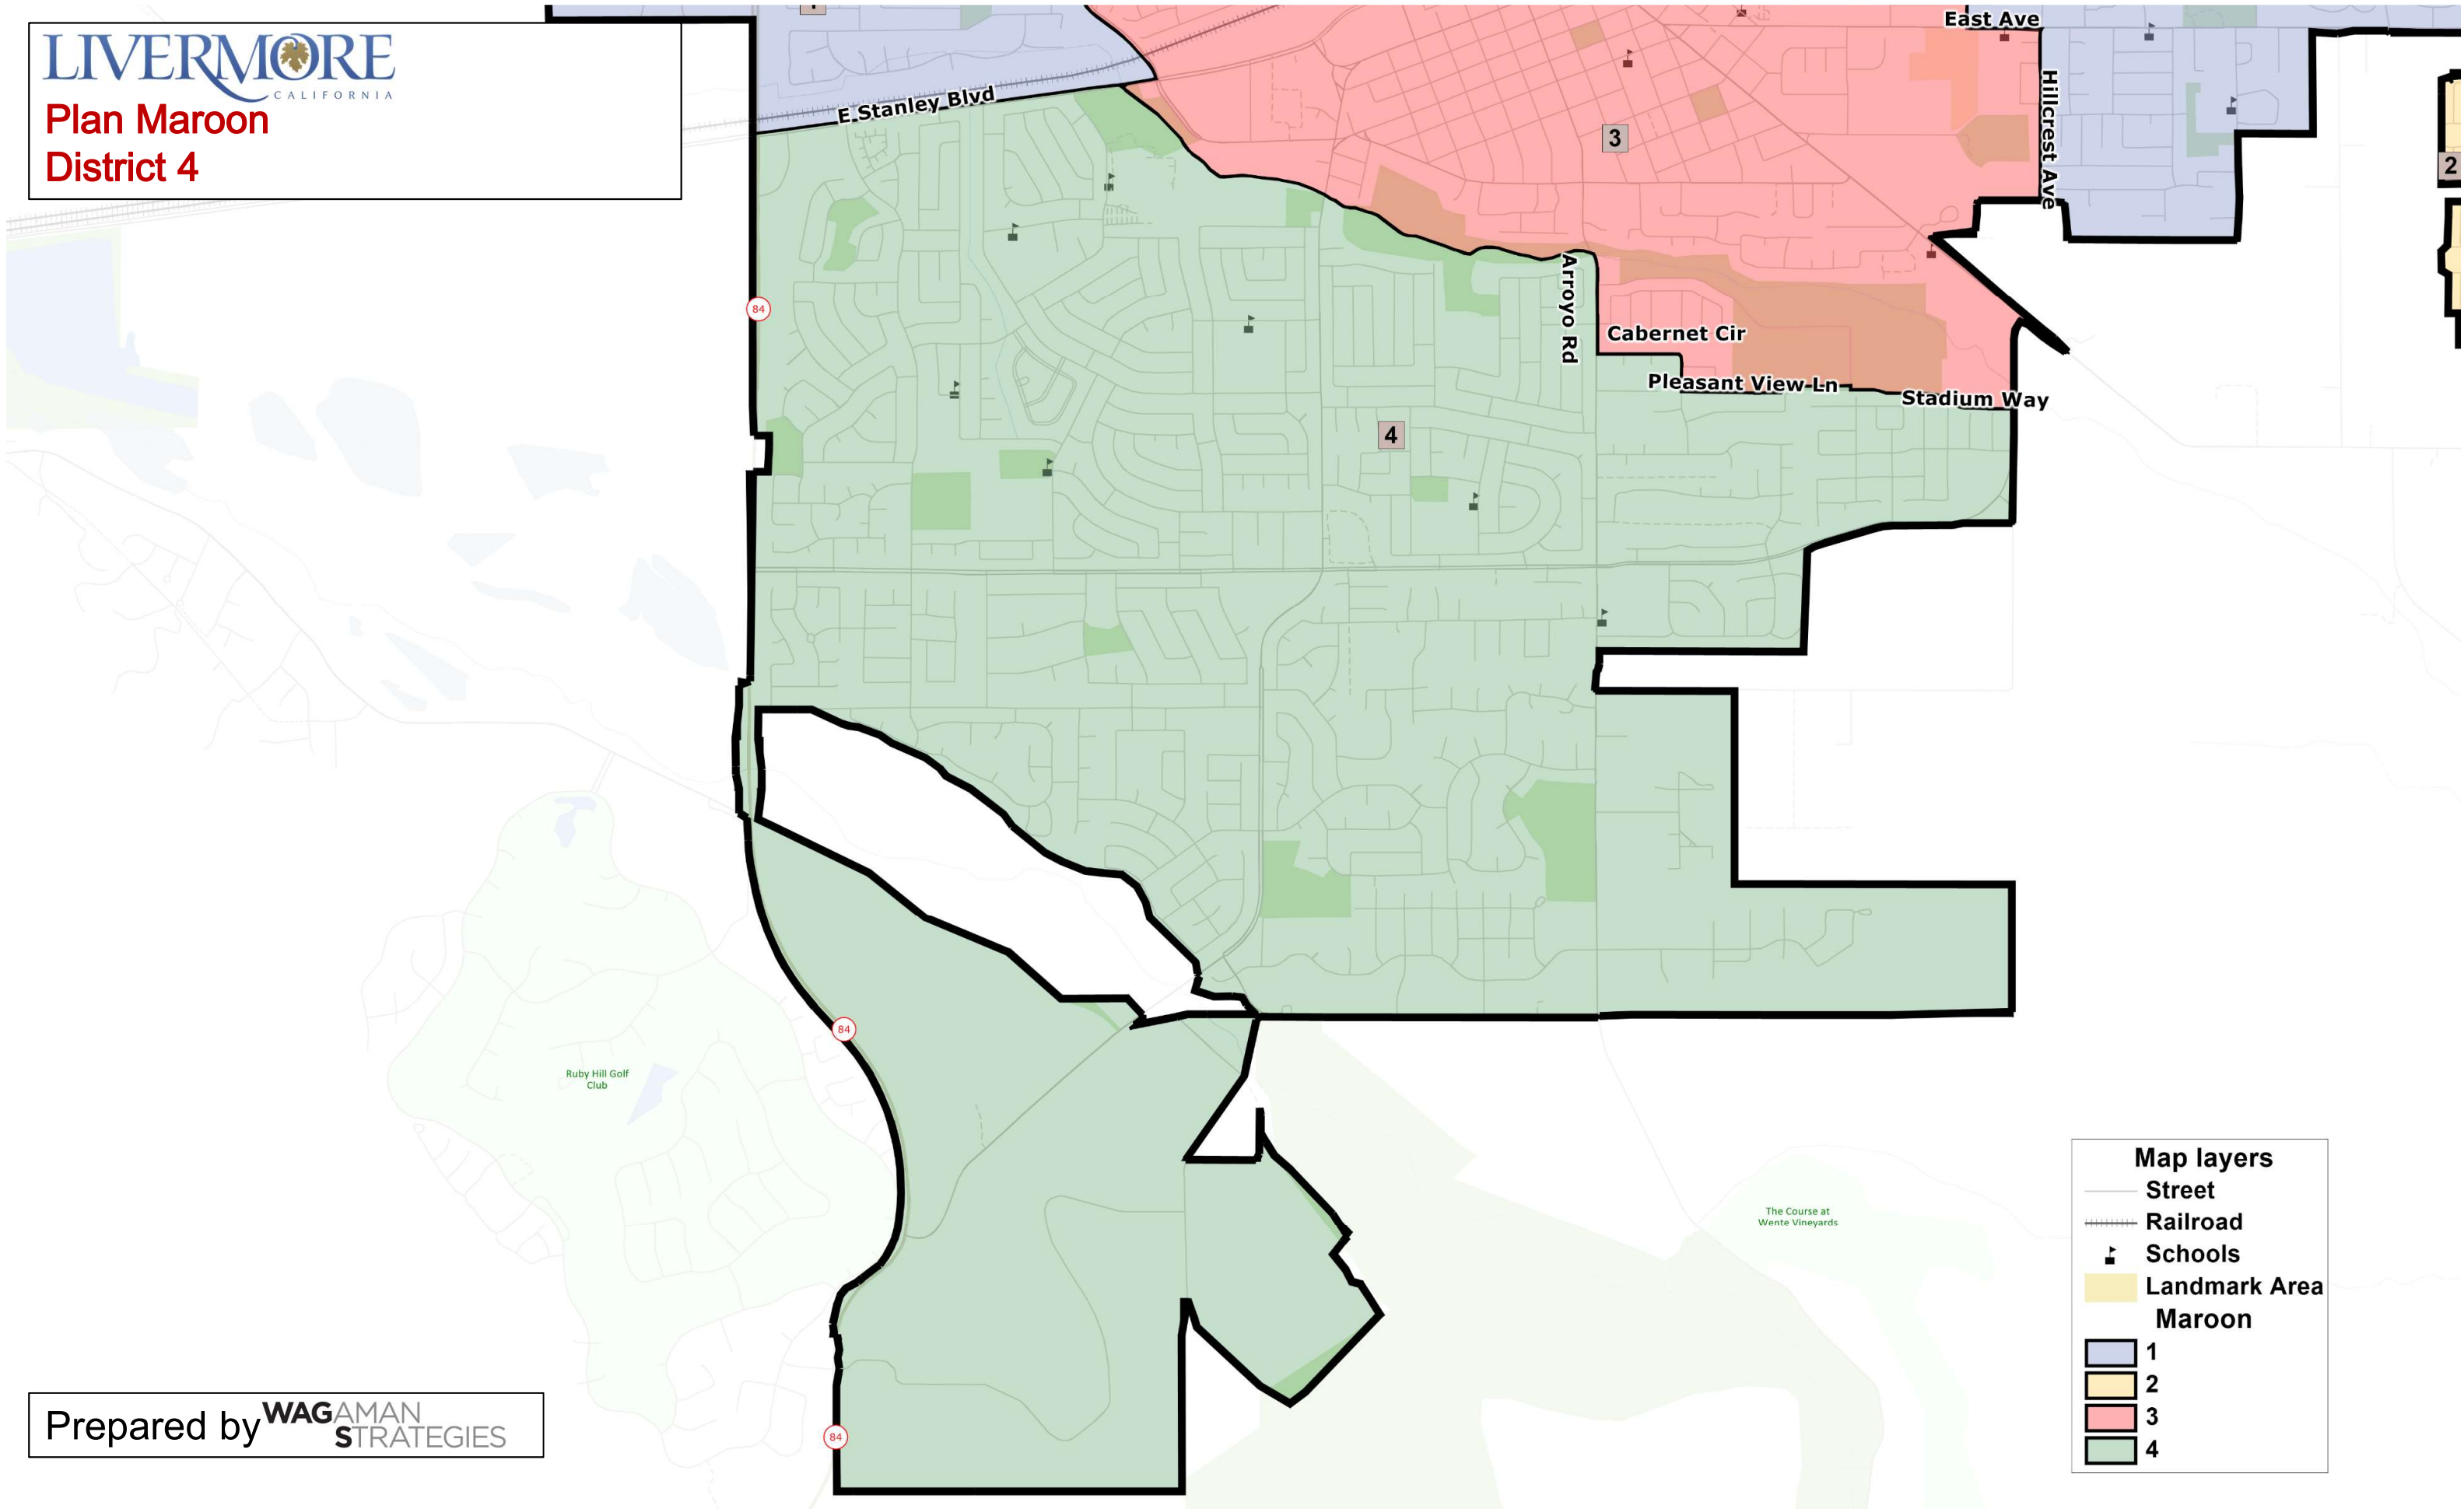 LIVERMORE
CALIFORNIA
Plan Maroon
District 4
East Ave
E Stanley Blvd
Hillcrest Ave
3
2
84
Arroyo Rd
Cabernet Cir
Pleasant View Ln
Stadium Way
4
84
Ruby Hill Golf
Club
The Course at
Wente Vineyards
84
Map layers
Street
Railroad
Schools
Landmark Area
Maroon
1
2
3
4
Prepared by WAGAMAN
STRATEGIES